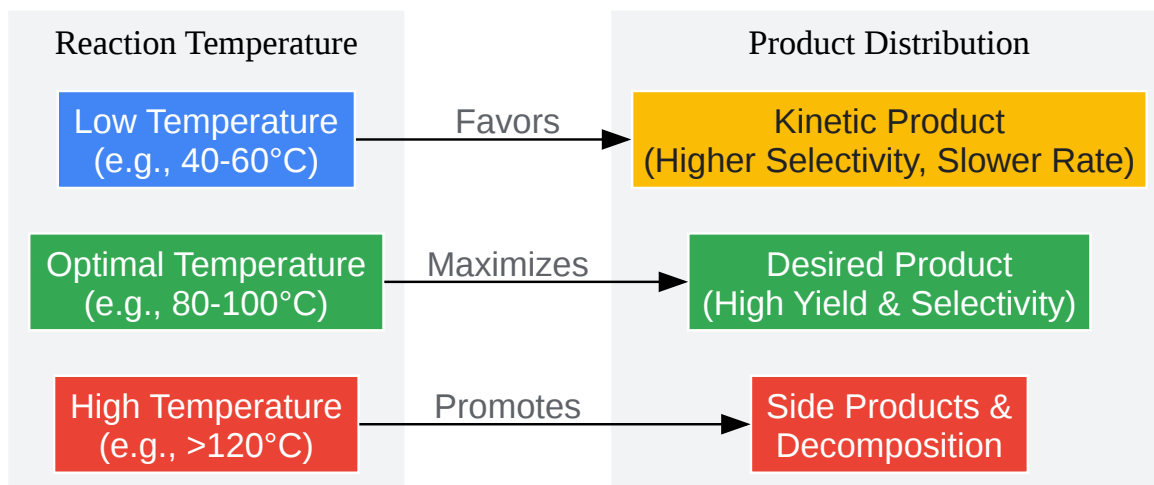 Reaction Temperature
Product Distribution
Low Temperature
(e.g., 40-60°C)
Favors
Kinetic Product
(Higher Selectivity, Slower Rate)
Optimal Temperature
(e.g., 80-100°C)
Maximizes
Desired Product
(High Yield & Selectivity)
High Temperature
(e.g., >120°C)
Promotes
Side Products &
Decomposition